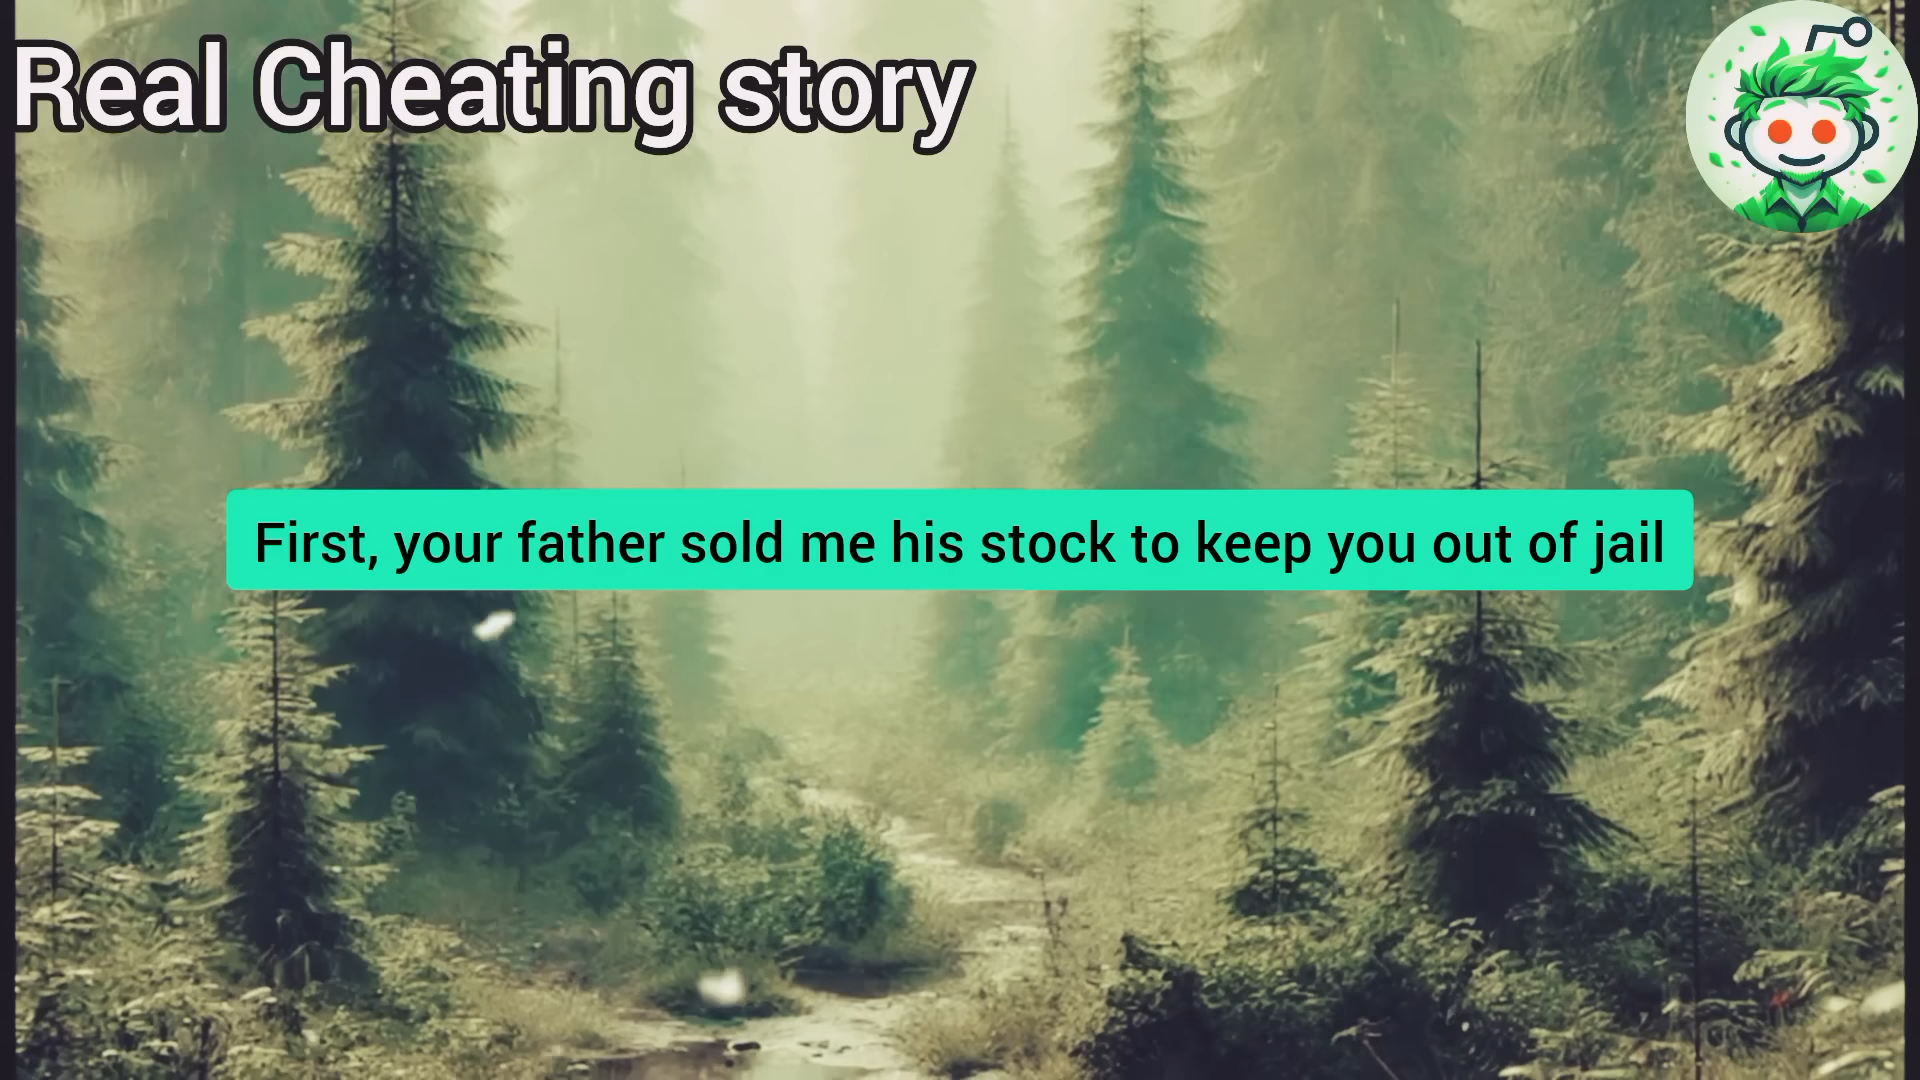 Real Cheating story
First, your father sold me his stock to keep you out of jail